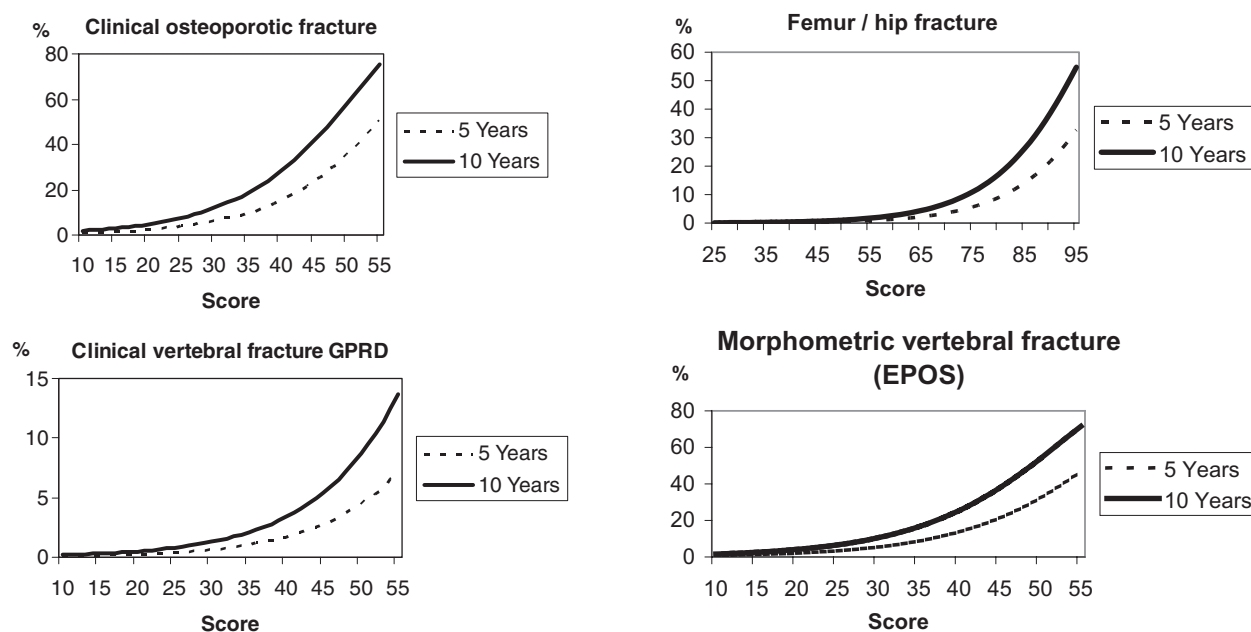 Clinical osteoporotic fracture
%
80
60
40
20
0
10 15 20 25 30 35 40 45 50 55
Score
5 Years
10 Years
Femur / hip fracture
%
60
50
40
30
20
10
0
25 35 45 55 65 75 85 95
Score
5 Years
10 Years
Clinical vertebral fracture GPRD
%
15
10
5
0
10 15 20 25 30 35 40 45 50 55
Score
5 Years
10 Years
Morphometric vertebral fracture
(EPOS)
%
80
60
40
20
0
10 15 20 25 30 35 40 45 50 55
Score
5 Years
10 Years